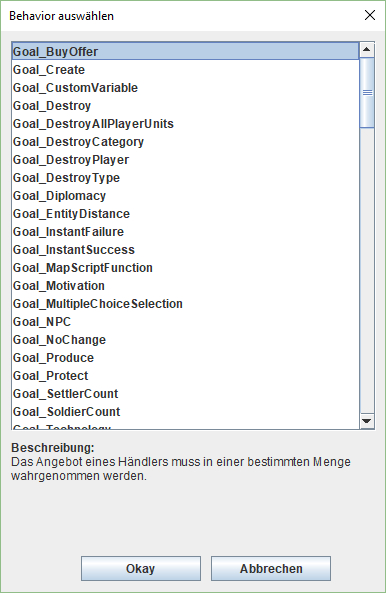 Behavior auswählen
Goal_BuyOffer
Goal_Create
Goal_CustomVariable
Goal_Destroy
Goal_DestroyAllPlayerUnits
Goal_DestroyCategory
Goal_DestroyPlayer
Goal_DestroyType
Goal_Diplomacy
Goal_EntityDistance
Goal_InstantFailure
Goal_InstantSuccess
Goal_MapScriptFunction
Goal_Motivation
Goal_MultipleChoiceSelection
Goal_NPC
Goal_NoChange
Goal_Produce
Goal_Protect
Goal_SettlerCount
Goal_SoldierCount
Goal_Technology
Beschreibung:
Das Angebot eines Händlers muss in einer bestimmten Menge
wahrgenommen werden.
Okay
Abbrechen